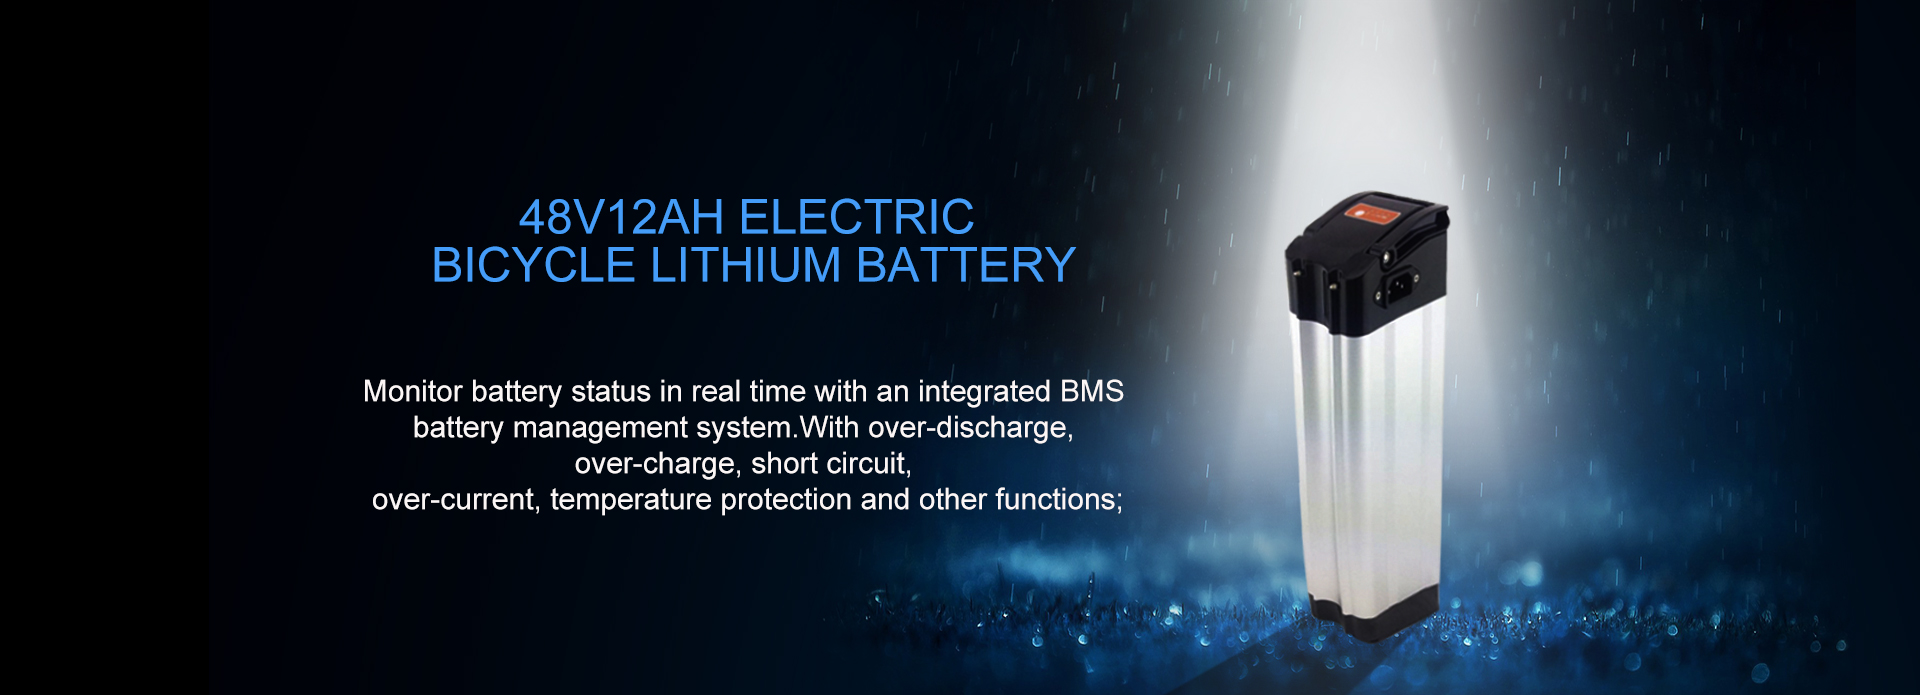 48V12AH ELECTRIC
BICYCLE LITHIUM BATTERY
Monitor battery status in real time with an integrated BMS
battery management system.With over-discharge,
over-charge, short circuit,
over-current, temperature protection and other functions;